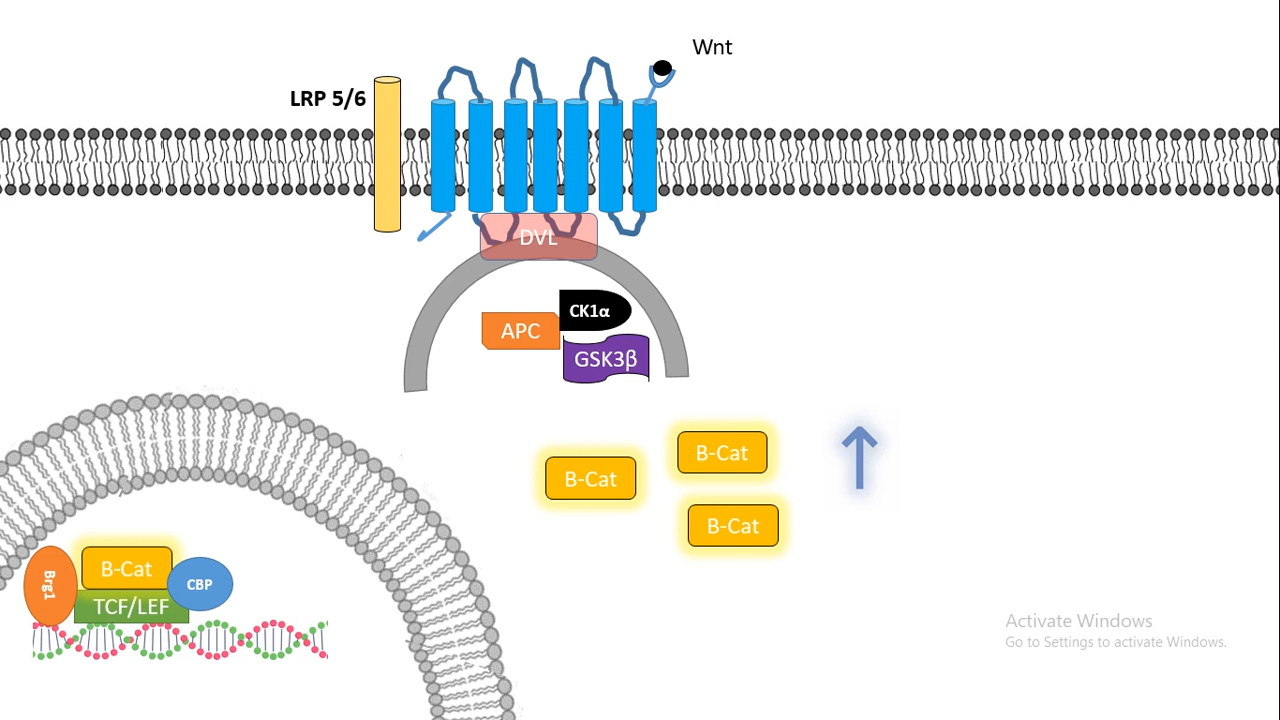 Wnt
LRP 5/6
DVL
CK1α
APC
GSK3β
B-Cat
B-Cat
B-Cat
B-Cat
Brg1
CBP
TCF/LEF
Activate Windows
Go to Settings to activate Windows.